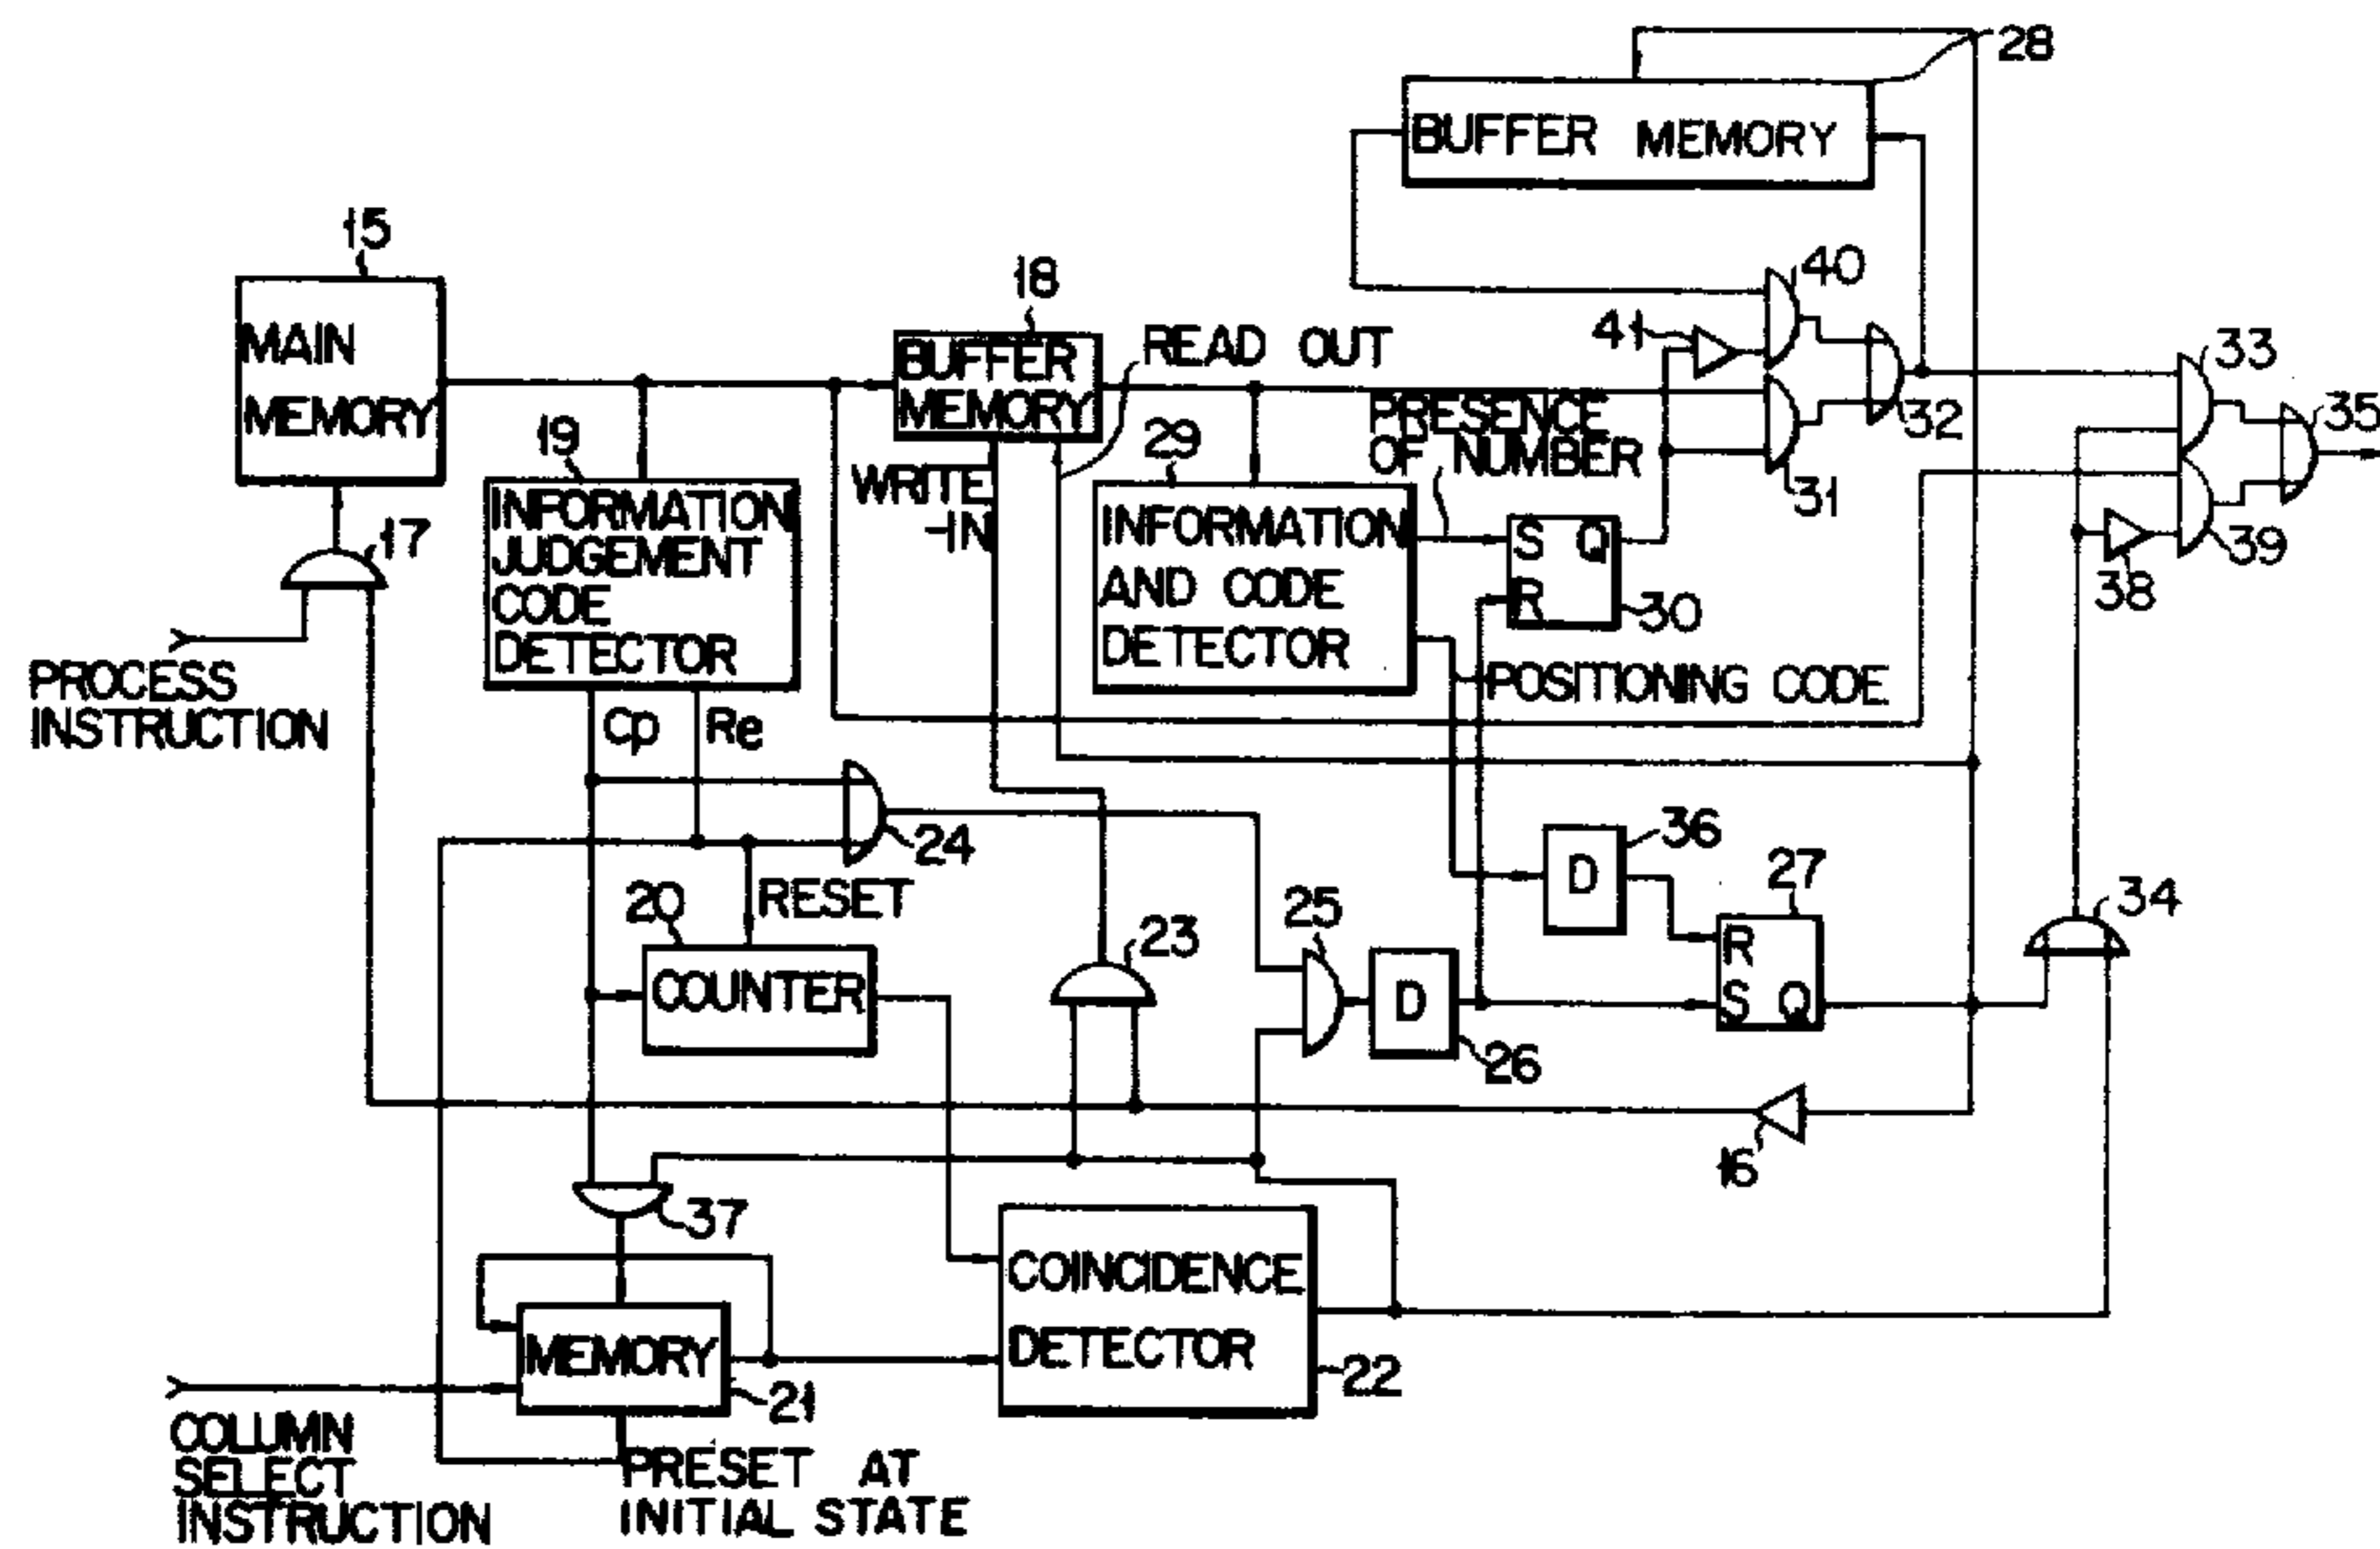 28
BUFFER MEMORY
15
MAIN
MEMORY
18
BUFFER
MEMORY
READ OUT
40
41
33
35
32
31
39
38
19
INFORMATION
JUDGEMENT
CODE
DETECTOR
WRITE
-IN
29
INFORMATION
AND CODE
DETECTOR
PRESENCE
OF NUMBER
S Q
R
30
17
PROCESS
INSTRUCTION
Cp
Re
POSITIONING CODE
24
RESET
20
COUNTER
23
25
D
26
36
D
27
R
S Q
34
16
37
MEMORY
21
COINCIDENCE
DETECTOR
22
COLUMN
SELECT
INSTRUCTION
PRESET AT
INITIAL STATE